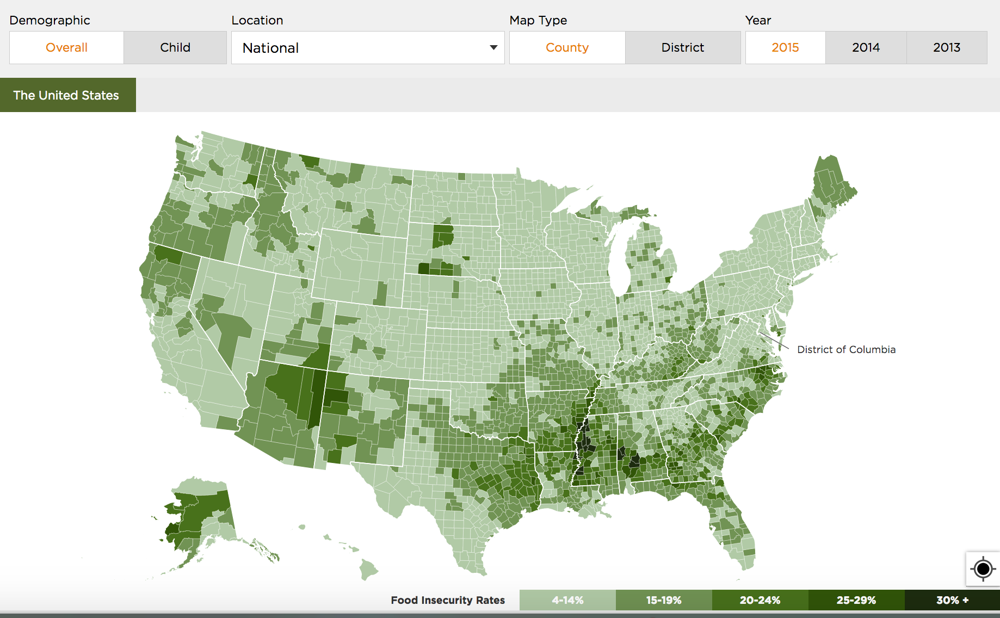 Demographic
Location
Map Type
Year
Overall
Child
National
County
District
2015
2014
2013
The United States
District of Columbia
Food Insecurity Rates
4-14%
15-19%
20-24%
25-29%
30% +